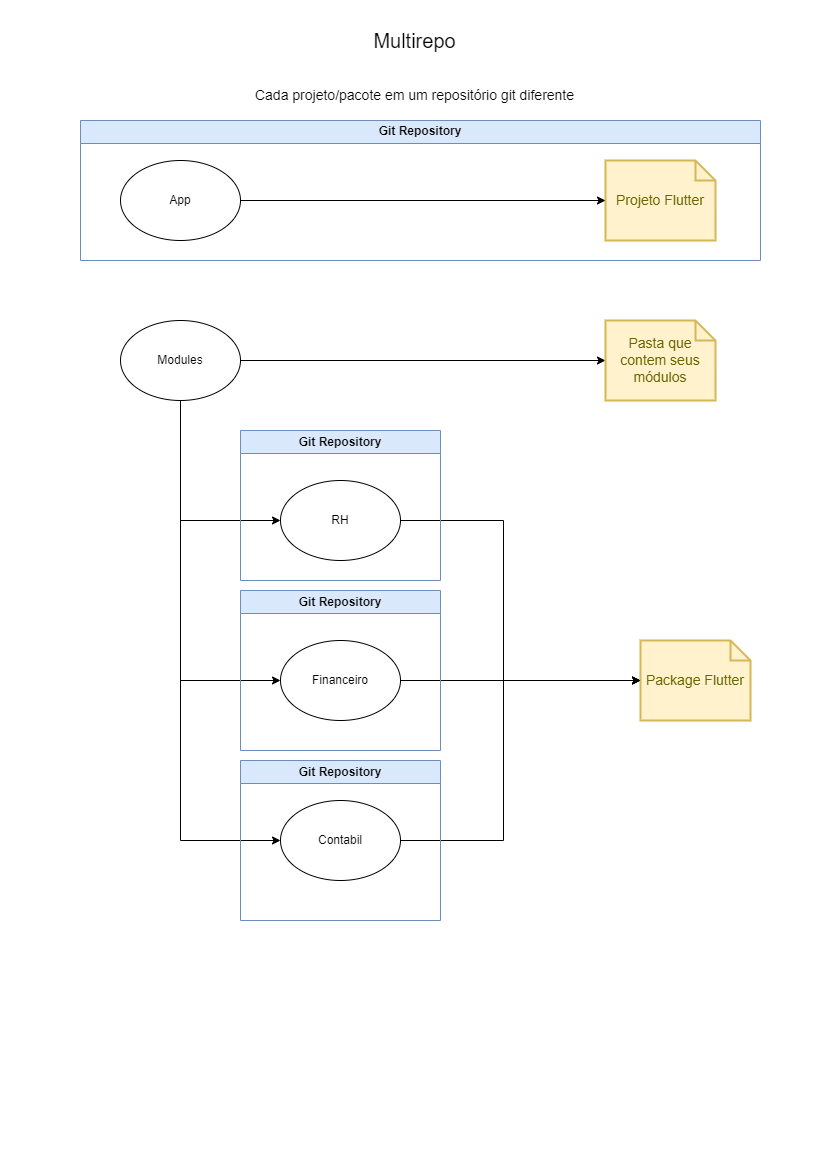 Multirepo
Cada projeto/pacote em um repositório git diferente
Git Repository
App
Projeto Flutter
Modules
Pasta que
contem seus
módulos
Git Repository
RH
Git Repository
Financeiro
Package Flutter
Git Repository
Contabil